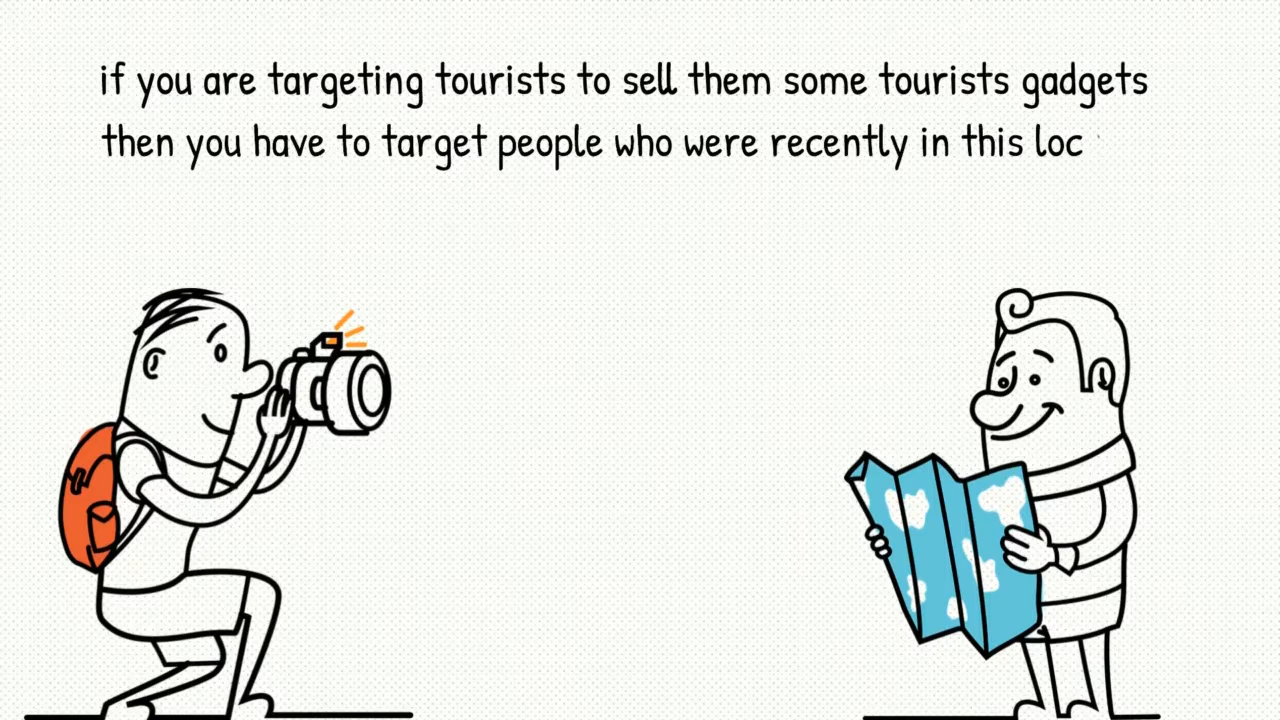 if you are targeting tourists to sell them some tourists gadgets
then you have to target people who were recently in this loc